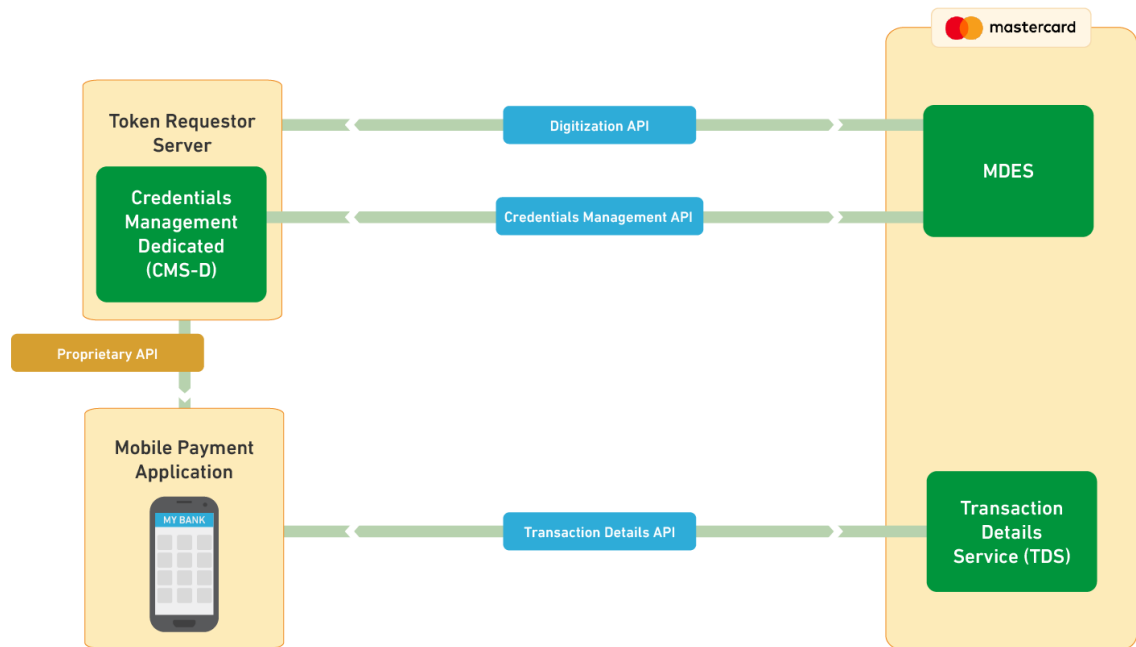 mastercard
Token Requestor
Server
Digitization API
MDES
Credentials
Management
Dedicated
(CMS-D)
Credentials Management API
Proprietary API
Mobile Payment
Application
MY BANK
Transaction Details API
Transaction
Details
Service (TDS)